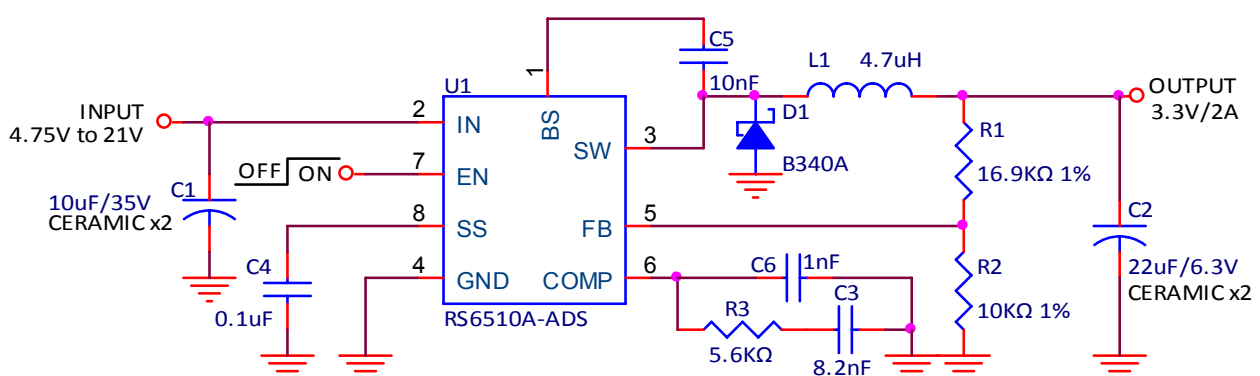 INPUT
4.75V to 21V
C1
10uF/35V
CERAMIC x2
OFF
ON
C4
0.1uF
U1
1
BS
2
IN
7
EN
8
SS
4
GND
SW
3
FB
5
COMP
6
RS6510A-ADS
C5
10nF
D1
B340A
L1
4.7uH
C6
1nF
R3
5.6KΩ
C3
8.2nF
R1
16.9KΩ 1%
R2
10KΩ 1%
OUTPUT
3.3V/2A
C2
22uF/6.3V
CERAMIC x2